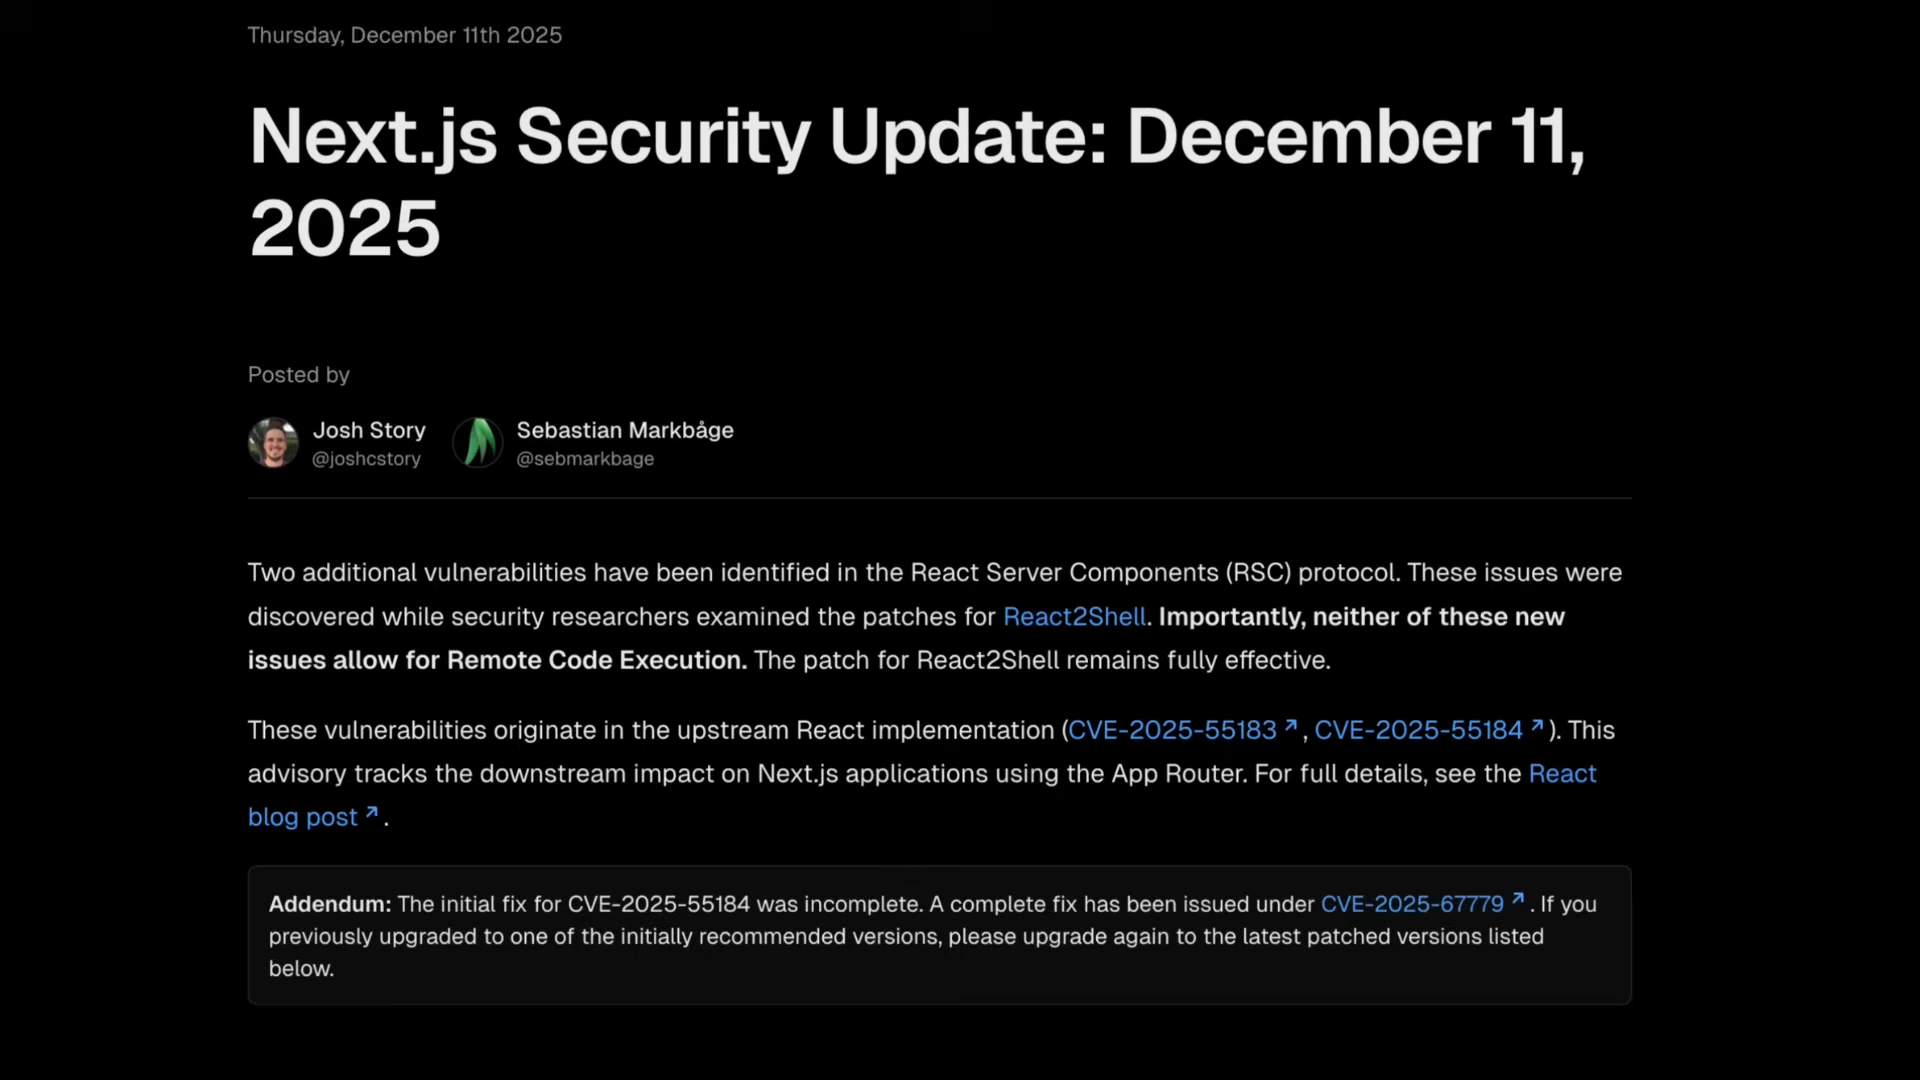 Thursday, December 11th 2025
Next.js Security Update: December 11,
2025
Posted by
Josh Story
@joshcstory
Sebastian Markbåge
@sebmarkbage
Two additional vulnerabilities have been identified in the React Server Components (RSC) protocol. These issues were
discovered while security researchers examined the patches for React2Shell. Importantly, neither of these new
issues allow for Remote Code Execution. The patch for React2Shell remains fully effective.
These vulnerabilities originate in the upstream React implementation (CVE-2025-55183 ↗, CVE-2025-55184 ↗). This
advisory tracks the downstream impact on Next.js applications using the App Router. For full details, see the React
blog post ↗.
Addendum: The initial fix for CVE-2025-55184 was incomplete. A complete fix has been issued under CVE-2025-67779 ↗. If you
previously upgraded to one of the initially recommended versions, please upgrade again to the latest patched versions listed
below.